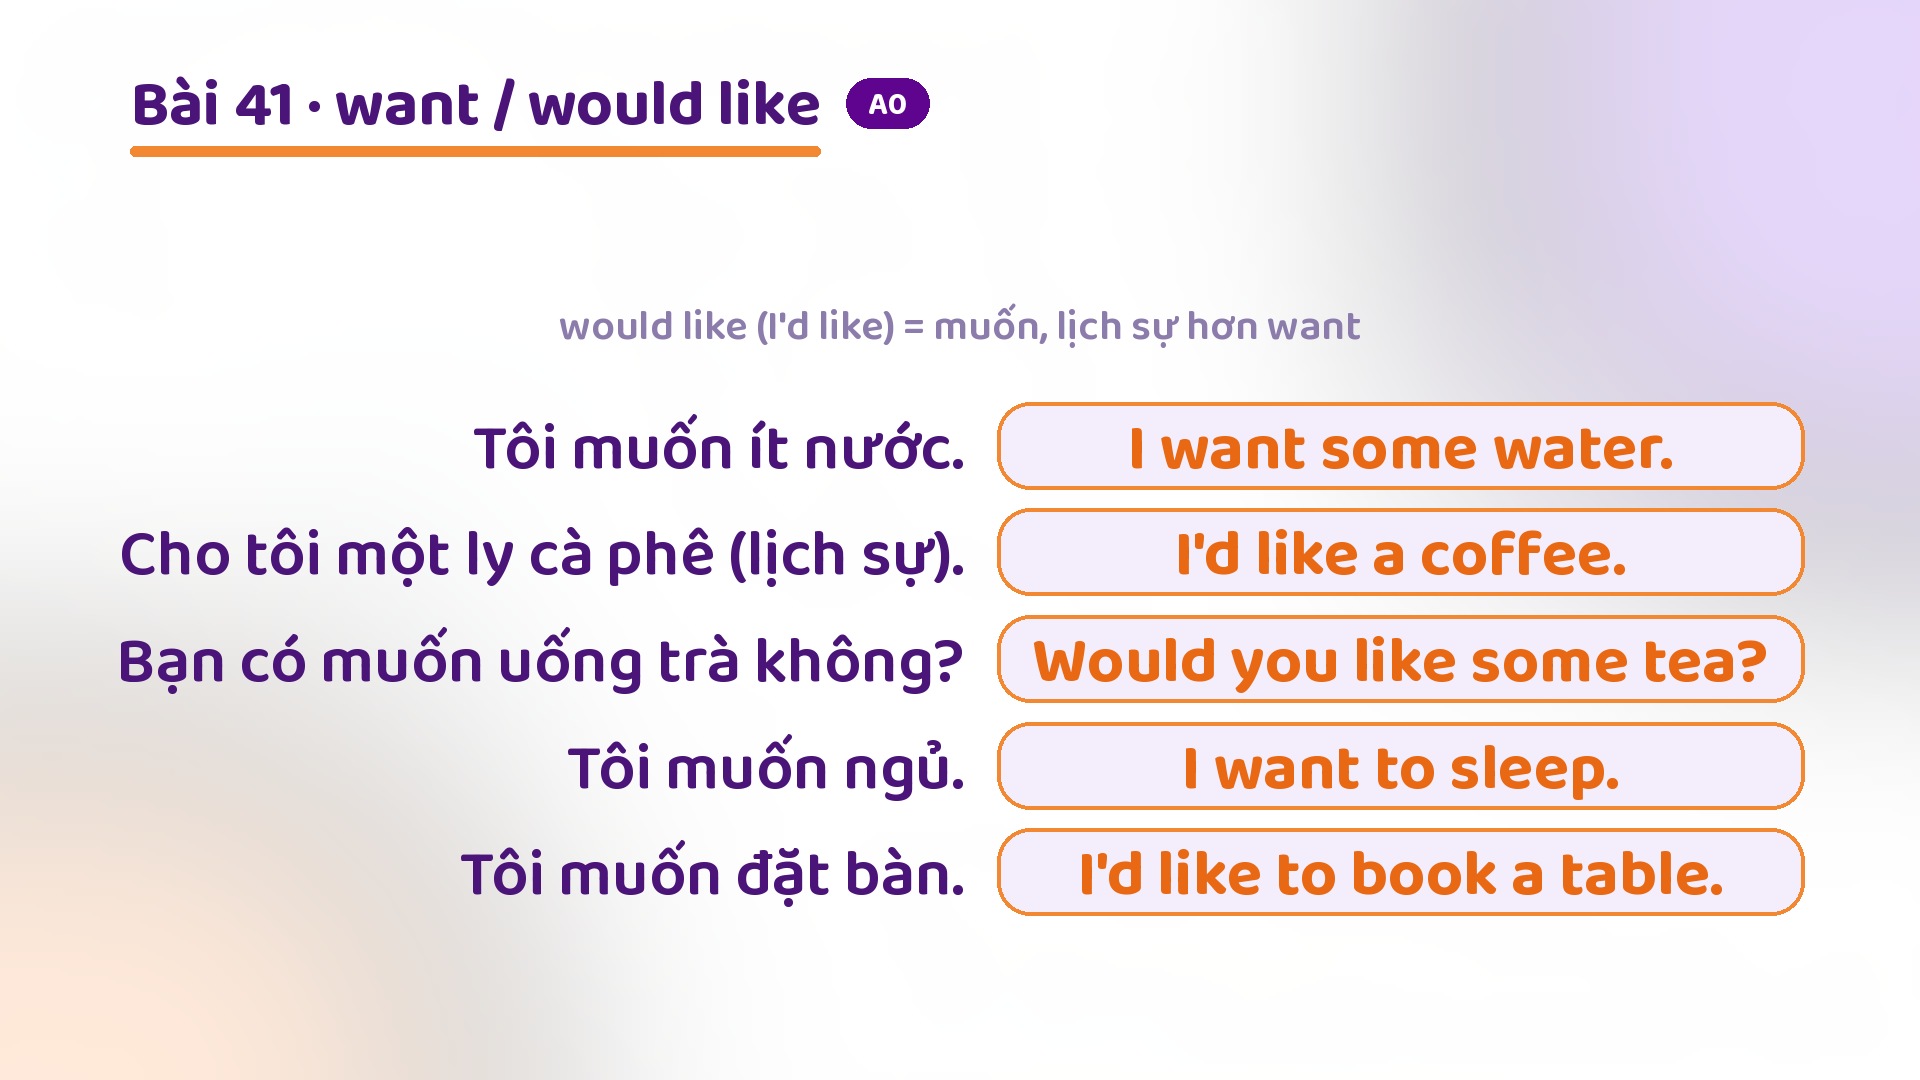 Bài 41 · want / would like A0
would like (I'd like) = muốn, lịch sự hơn want
Tôi muốn ít nước. I want some water.
Cho tôi một ly cà phê (lịch sự). I'd like a coffee.
Bạn có muốn uống trà không? Would you like some tea?
Tôi muốn ngủ. I want to sleep.
Tôi muốn đặt bàn. I'd like to book a table.